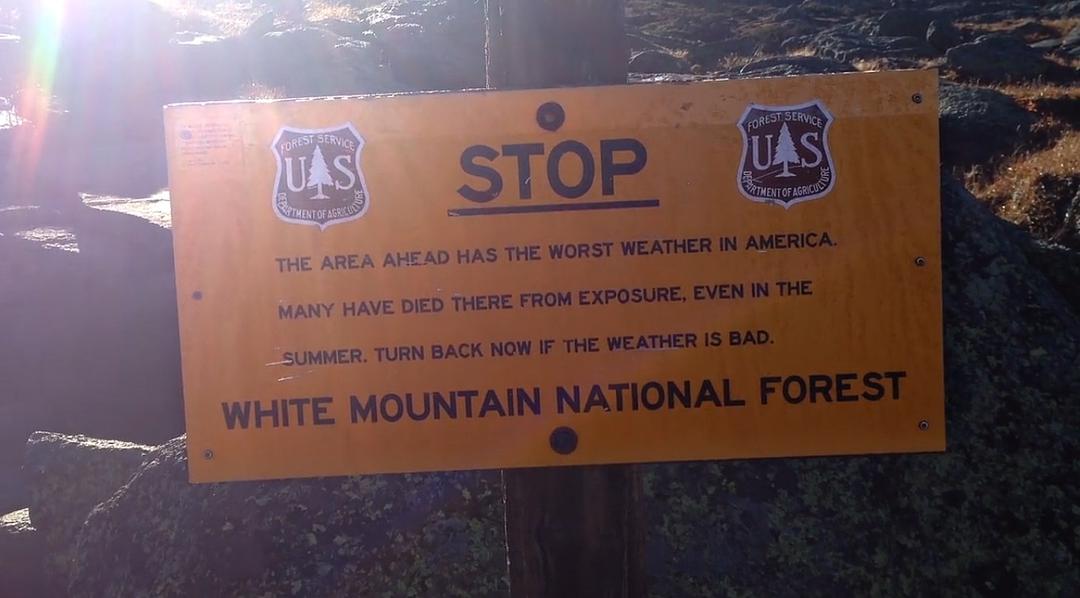 FOREST SERVICE
US
DEPARTMENT OF AGRICULTURE
STOP
FOREST SERVICE
US
DEPARTMENT OF AGRICULTURE
THE AREA AHEAD HAS THE WORST WEATHER IN AMERICA.
MANY HAVE DIED THERE FROM EXPOSURE, EVEN IN THE
SUMMER. TURN BACK NOW IF THE WEATHER IS BAD.
WHITE MOUNTAIN NATIONAL FOREST